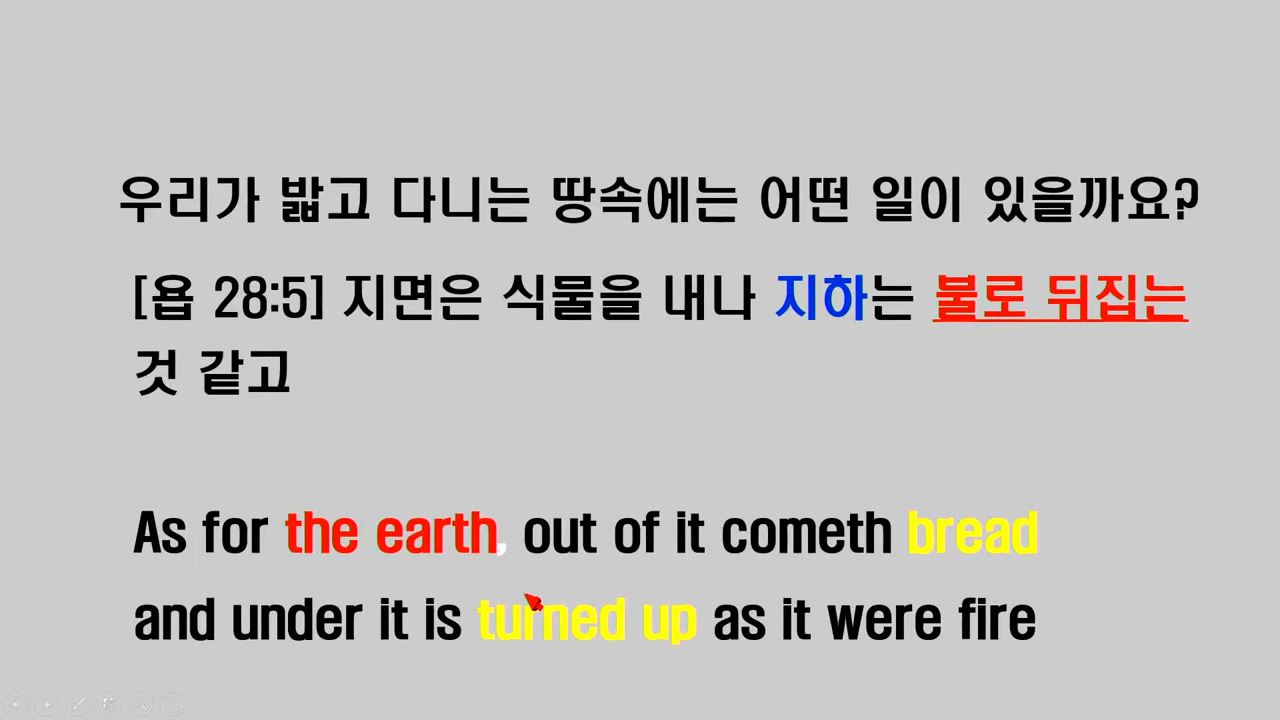 우리가 밟고 다니는 땅속에는 어떤 일이 있을까요?
[욥 28:5] 지면은 식물을 내나 지하는 불로 뒤집는
것 같고
As for the earth, out of it cometh bread
and under it is turned up as it were fire